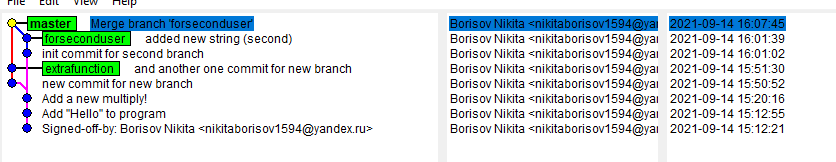 File Edit View Help
master Merge branch 'forseconduser' Borisov Nikita <nikitaborisov1594@yan 2021-09-14 16:07:45
forseconduser added new string (second) Borisov Nikita <nikitaborisov1594@yan 2021-09-14 16:01:39
init commit for second branch Borisov Nikita <nikitaborisov1594@yan 2021-09-14 16:01:02
extrafunction and another one commit for new branch Borisov Nikita <nikitaborisov1594@yan 2021-09-14 15:51:30
new commit for new branch Borisov Nikita <nikitaborisov1594@yan 2021-09-14 15:50:52
Add a new multiply! Borisov Nikita <nikitaborisov1594@yan 2021-09-14 15:20:16
Add "Hello" to program Borisov Nikita <nikitaborisov1594@yan 2021-09-14 15:12:55
Signed-off-by: Borisov Nikita <nikitaborisov1594@yandex.ru> Borisov Nikita <nikitaborisov1594@yan 2021-09-14 15:12:21